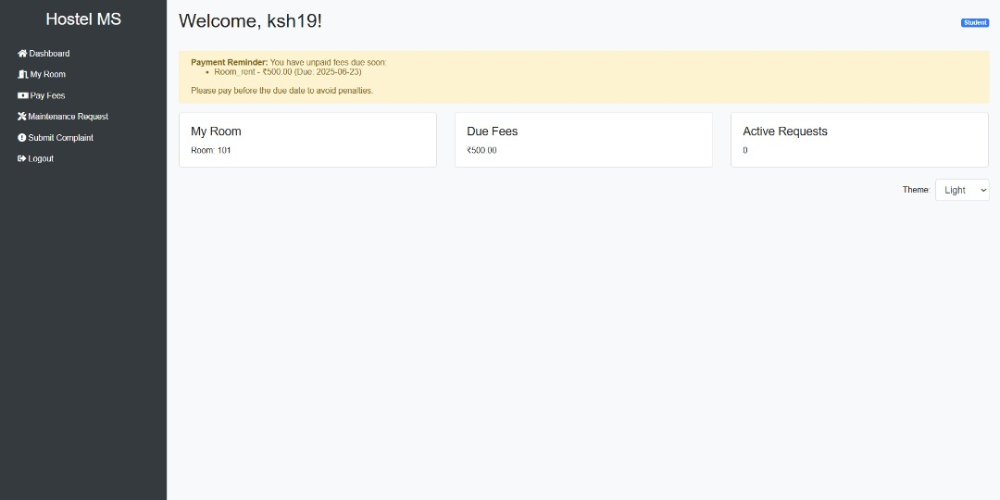 Hostel MS
Dashboard
My Room
Pay Fees
Maintenance Request
Submit Complaint
Logout
Welcome, ksh19!
Student
Payment Reminder: You have unpaid fees due soon:
• Room_rent - ₹500.00 (Due: 2025-06-23)
Please pay before the due date to avoid penalties.
My Room
Room: 101
Due Fees
₹500.00
Active Requests
0
Theme: Light